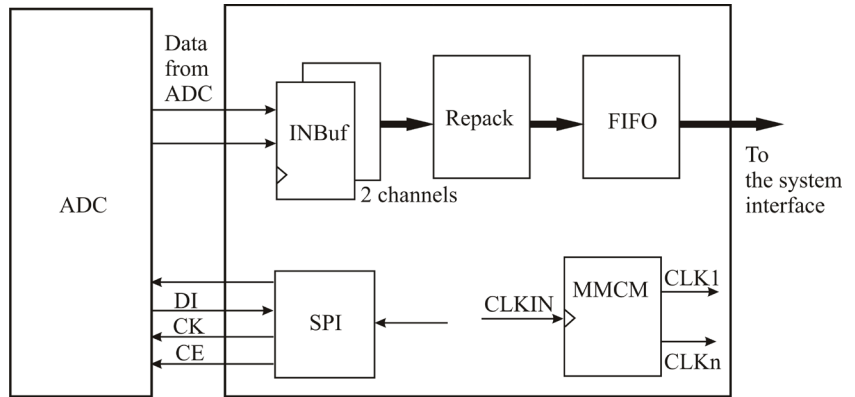 Data
from
ADC
INBuf
Repack
FIFO
2 channels
To
the system
interface
ADC
DI
CK
CE
SPI
CLKIN
MMCM
CLK1
CLKn